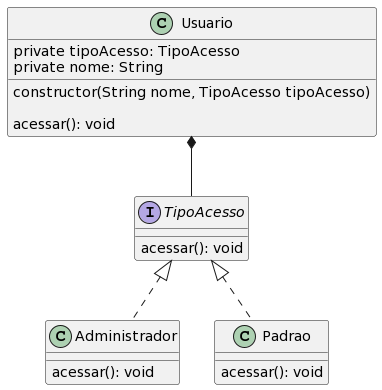 C Usuario
private tipoAcesso: TipoAcesso
private nome: String
constructor(String nome, TipoAcesso tipoAcesso)
acessar(): void
I TipoAcesso
acessar(): void
C Administrador
acessar(): void
C Padrao
acessar(): void